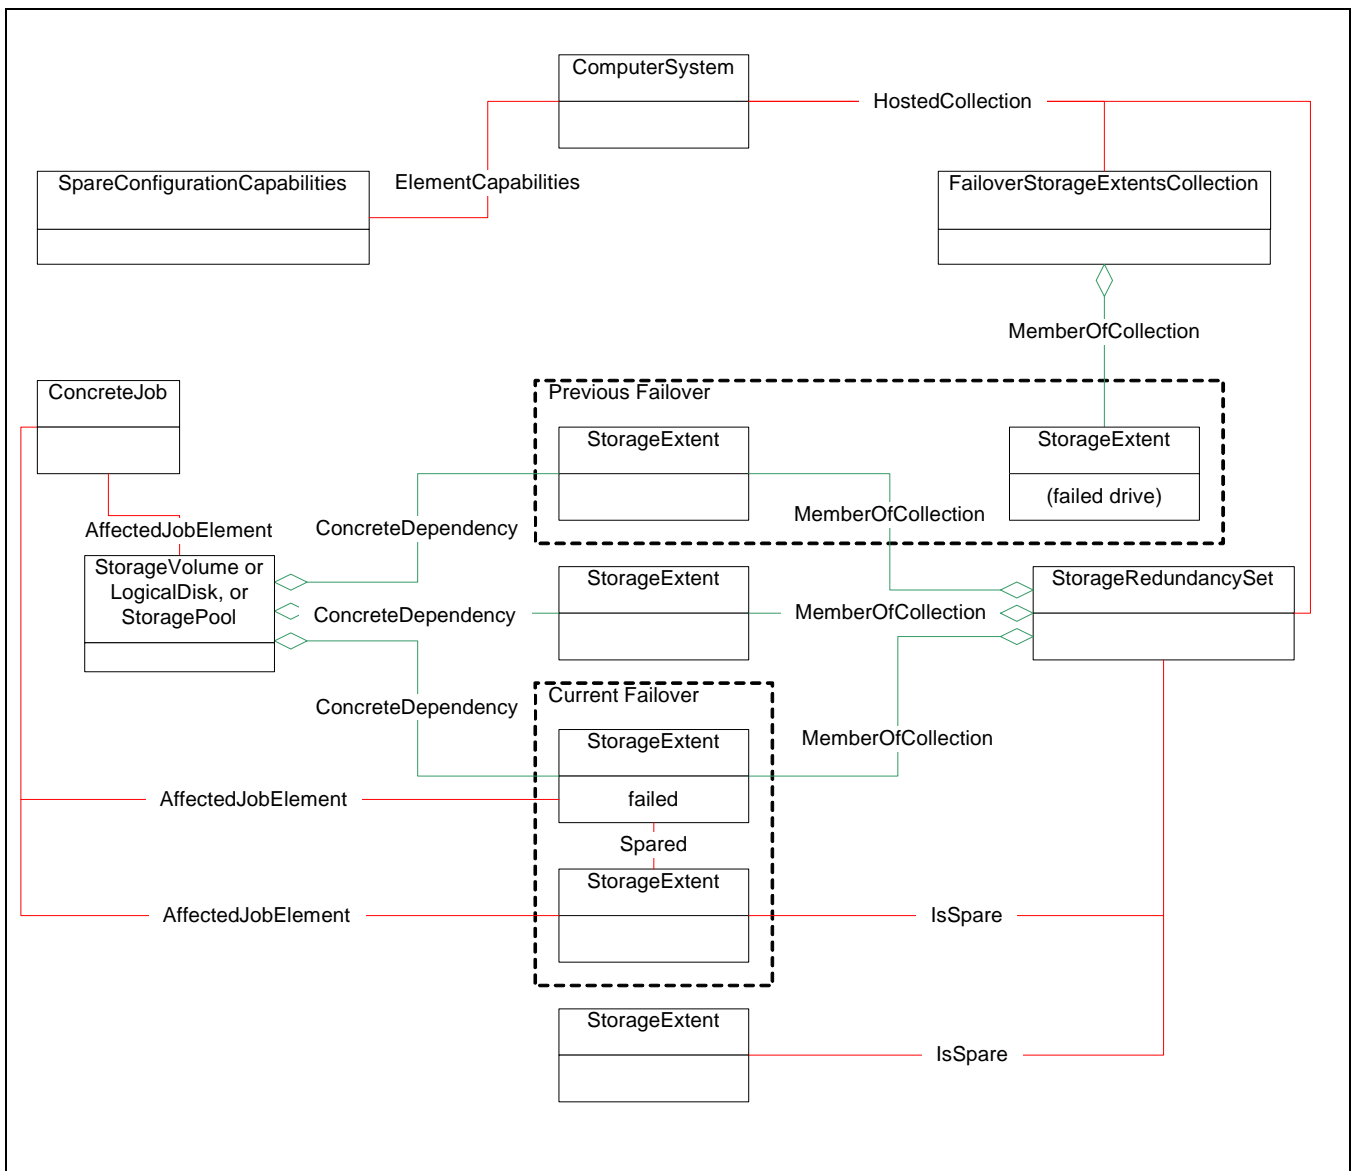 ComputerSystem
HostedCollection
SpareConfigurationCapabilities
ElementCapabilities
FailoverStorageExtentsCollection
MemberOfCollection
ConcreteJob
Previous Failover
StorageExtent
StorageExtent
(failed drive)
MemberOfCollection
ConcreteDependency
AffectedJobElement
StorageVolume or
LogicalDisk, or
StoragePool
StorageExtent
StorageRedundancySet
ConcreteDependency
MemberOfCollection
Current Failover
ConcreteDependency
StorageExtent
MemberOfCollection
AffectedJobElement
failed
Spared
StorageExtent
AffectedJobElement
IsSpare
StorageExtent
IsSpare